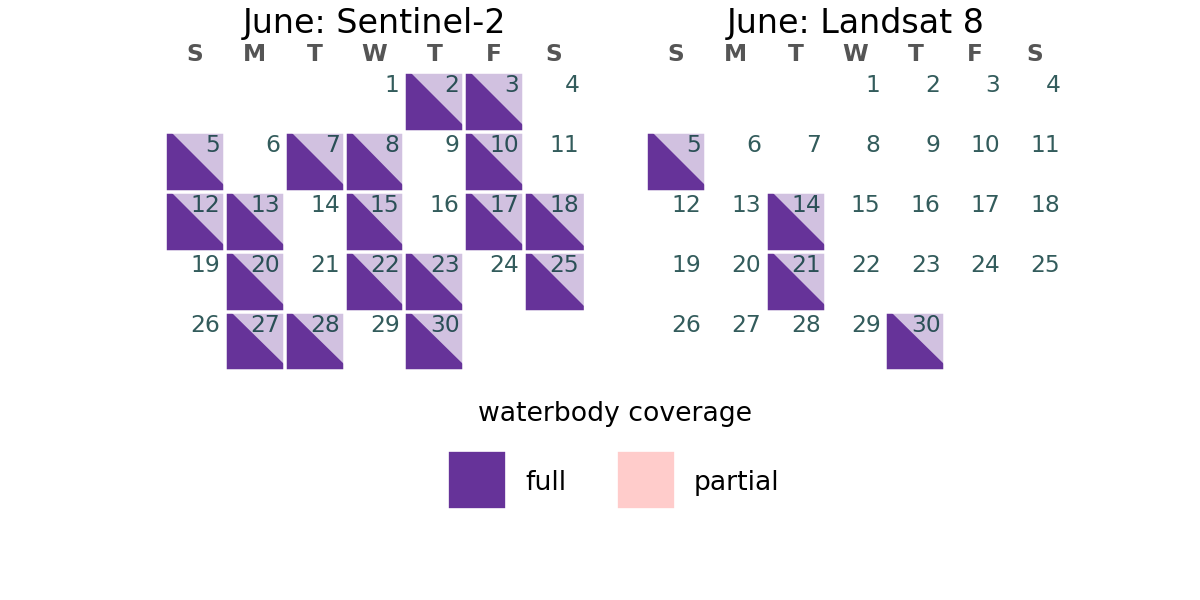 June: Sentinel-2
S M T W T F S
1 2 3 4
5 6 7 8 9 10 11
12 13 14 15 16 17 18
19 20 21 22 23 24 25
26 27 28 29 30
June: Landsat 8
S M T W T F S
1 2 3 4
5 6 7 8 9 10 11
12 13 14 15 16 17 18
19 20 21 22 23 24 25
26 27 28 29 30
waterbody coverage
full partial